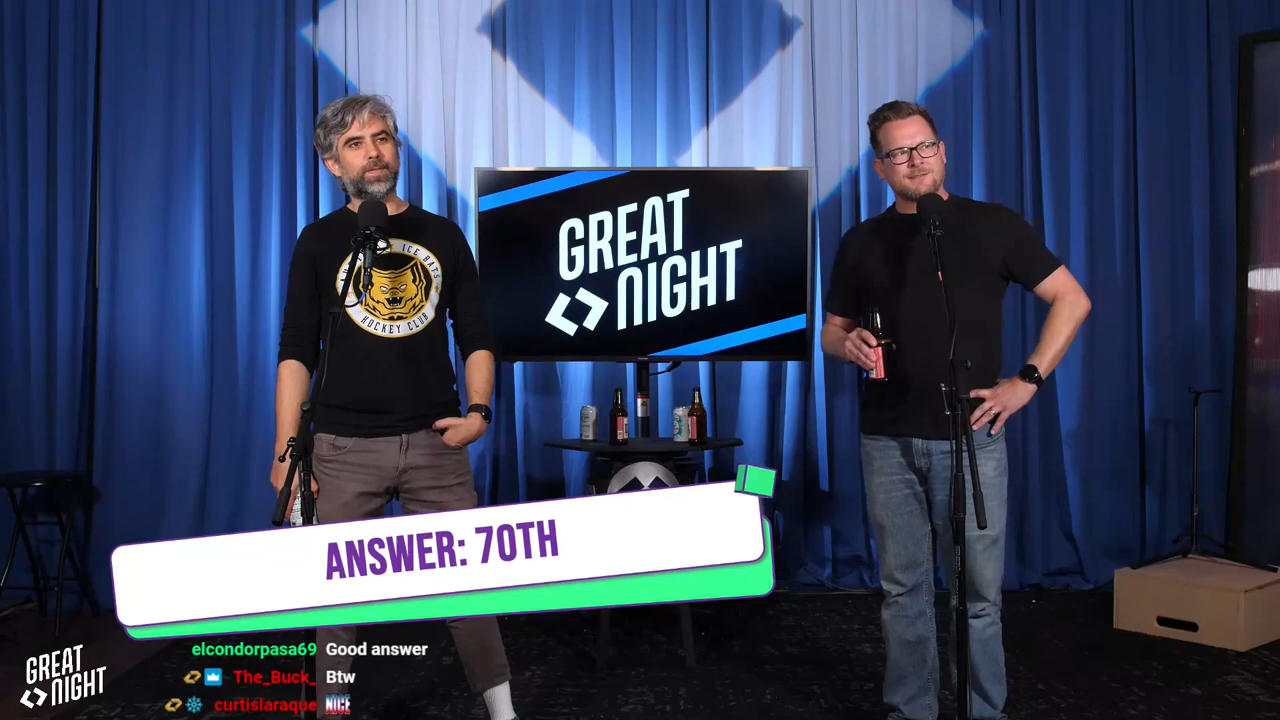 ICE BATS
HOCKEY CLUB
GREAT
NIGHT
ANSWER: 70TH
elcondorpasa69 Good answer
The_Buck_ Btw
curtislaraque NICE
GREAT
NIGHT